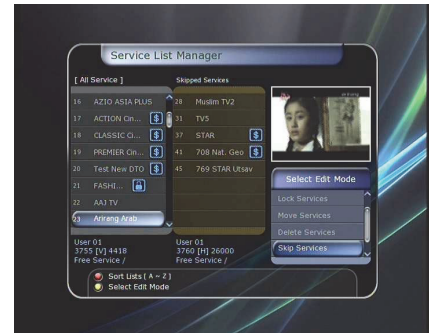 Service List Manager
[ All Service ]
Skipped Services
16 AZIO ASIA PLUS
17 ACTION Cin... $
18 CLASSIC Ci... $
19 PREMIER Cin... $
20 Test New DTO $
21 FASHI...
22 AAJ TV
23 Arirang Arab
28 Muslim TV2
31 TV5
37 STAR $
41 708 Nat. Geo $
45 769 STAR Utsav
Select Edit Mode
Lock Services
Move Services
Delete Services
Skip Services
User 01
3755 [V] 4418
Free Service /
User 01
3760 [H] 26000
Free Service /
Sort Lists [ A ~ Z ]
Select Edit Mode